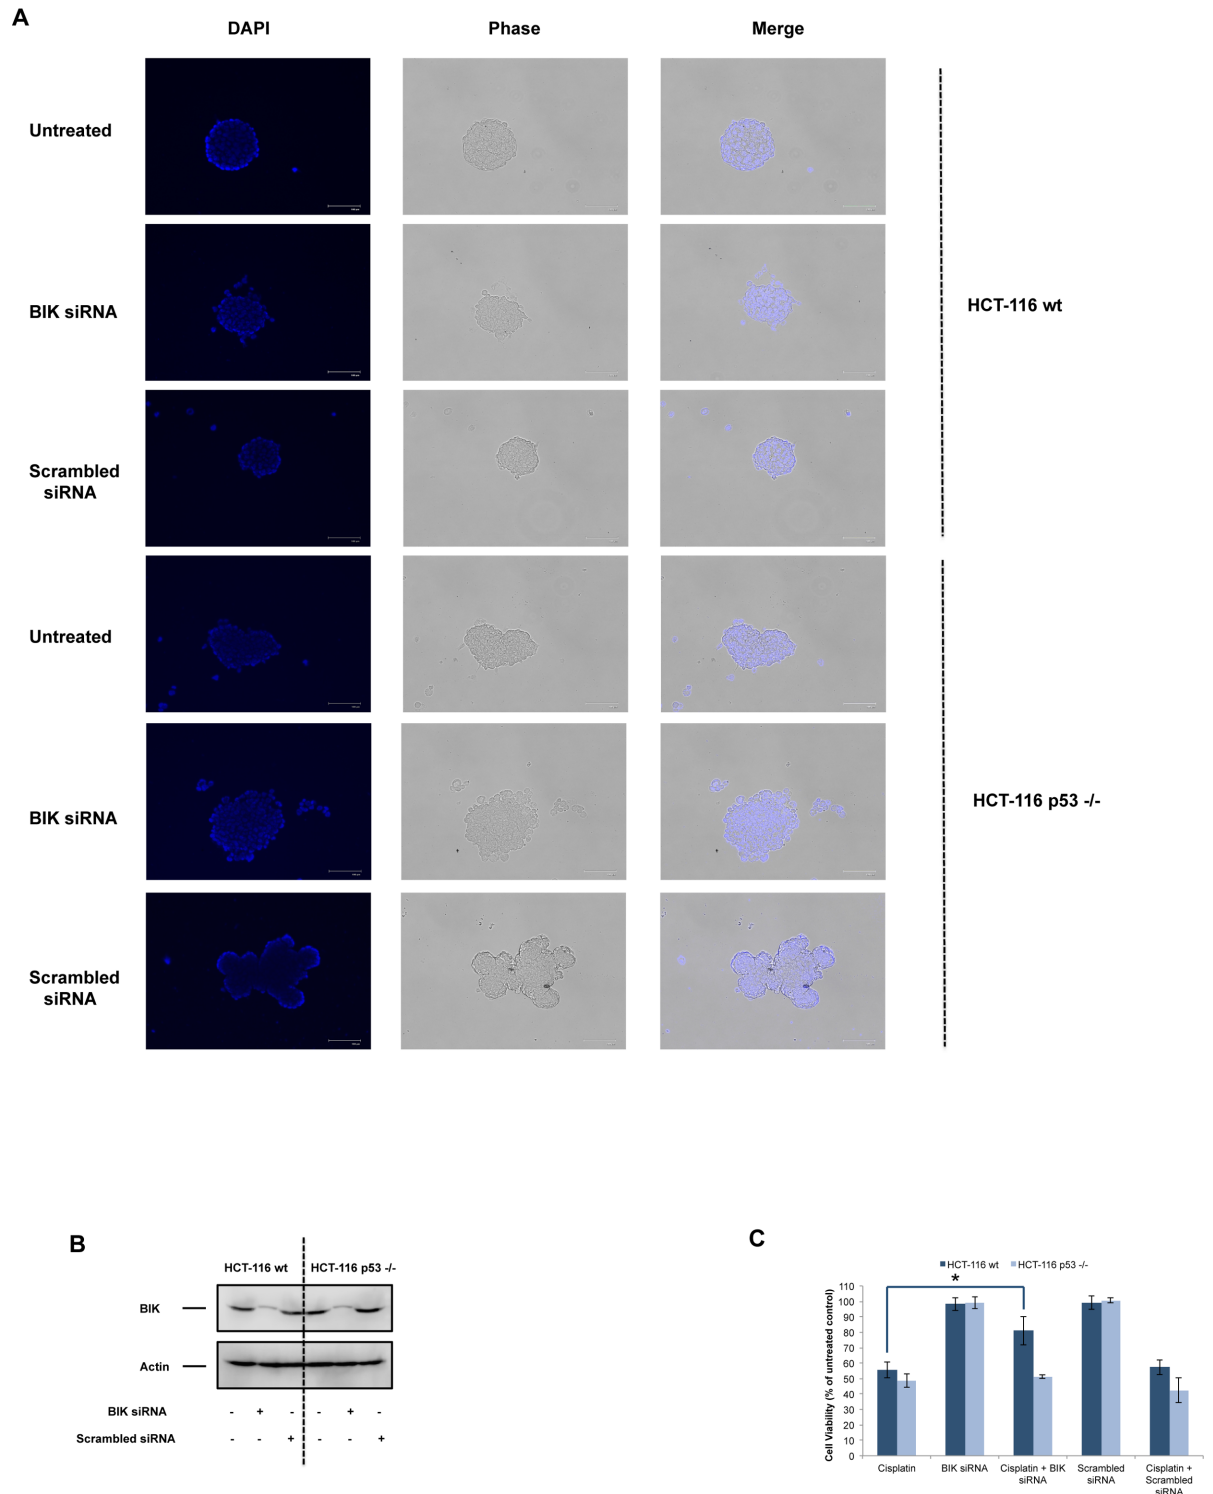 A
DAPI
Phase
Merge
Untreated
BIK siRNA
HCT-116 wt
Scrambled
siRNA
Untreated
BIK siRNA
HCT-116 p53 -/-
Scrambled
siRNA
B
HCT-116 wt
HCT-116 p53 -/-
BIK
Actin
BIK siRNA - + - - + -
Scrambled siRNA - - + - - +
C
HCT-116 wt HCT-116 p53 -/-
*
Cell Viability (% of untreated control)
110
100
90
80
70
60
50
40
30
20
10
0
Cisplatin
BIK siRNA
Cisplatin + BIK
siRNA
Scrambled
siRNA
Cisplatin +
Scrambled
siRNA